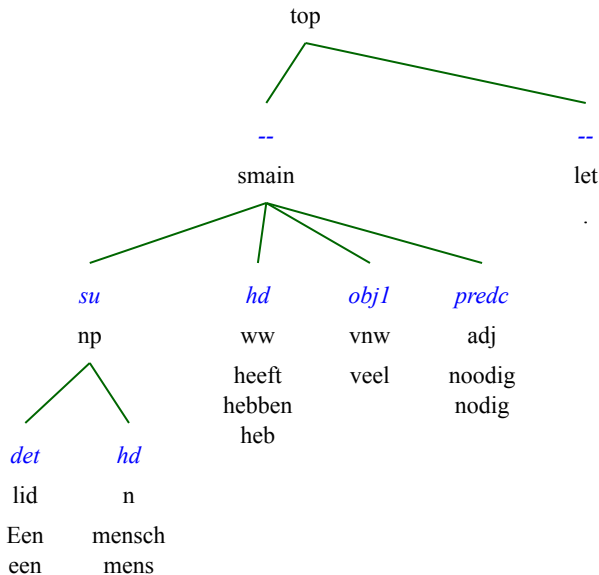 top
-- --
smain let
.
su hd obj1 predc
np ww vnw adj
heeft veel noodig
hebben nodig
heb
det hd
lid n
Een mensch
een mens